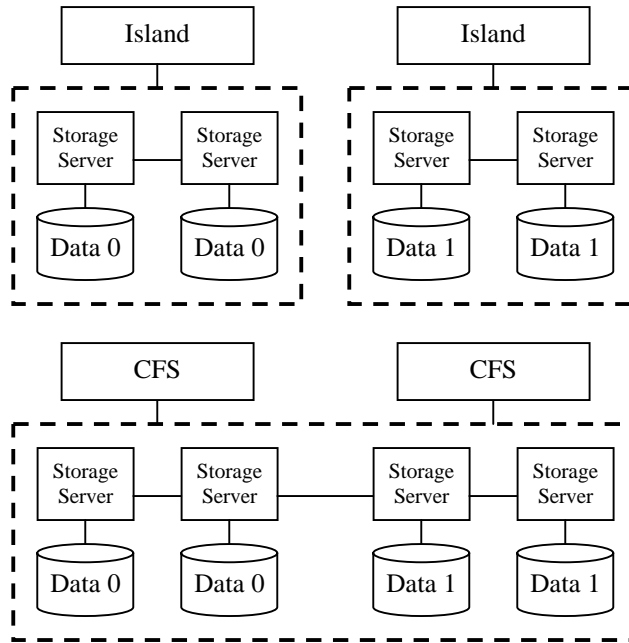 Island Island
Storage Server Storage Server Storage Server Storage Server
Data 0 Data 0 Data 1 Data 1
CFS CFS
Storage Server Storage Server Storage Server Storage Server
Data 0 Data 0 Data 1 Data 1